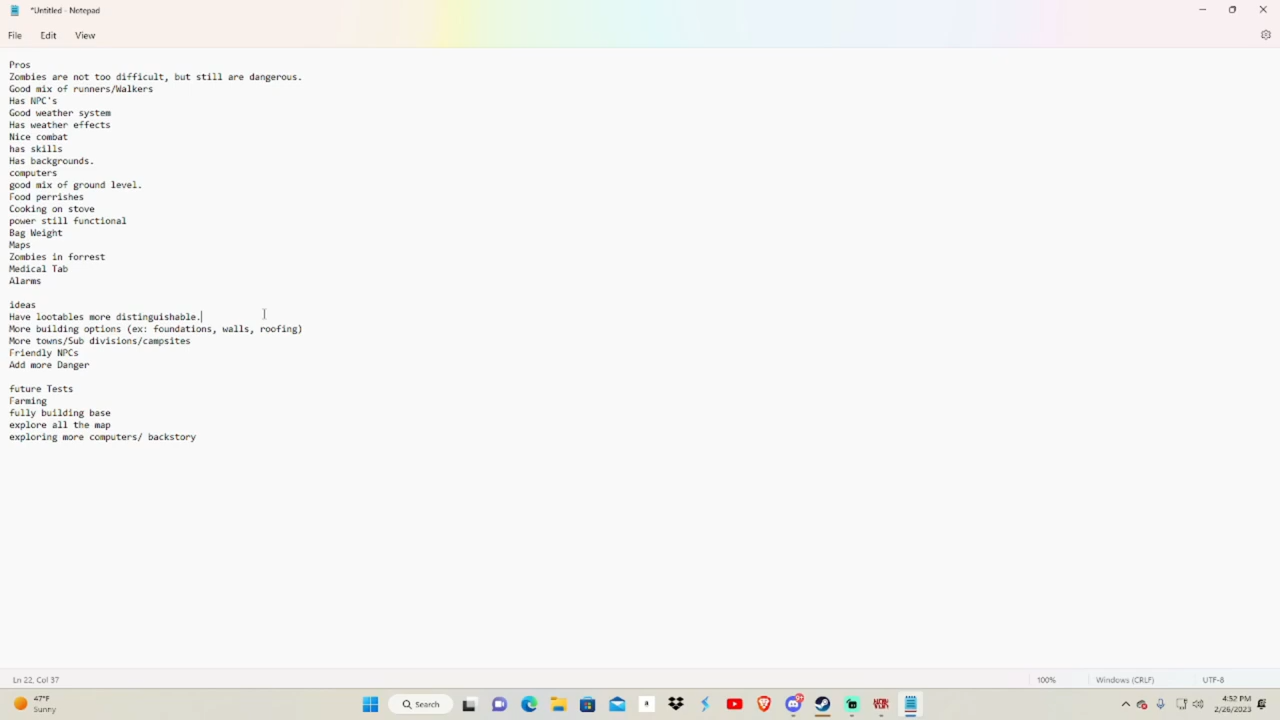 *Untitled - Notepad
File Edit View
Pros
Zombies are not too difficult, but still are dangerous.
Good mix of runners/Walkers
Has NPC's
Good weather system
Has weather effects
Nice combat
has skills
Has backgrounds.
computers
good mix of ground level.
Food perrishes
Cooking on stove
power still functional
Bag Weight
Maps
Zombies in forrest
Medical Tab
Alarms
ideas
Have lootables more distinguishable.
More building options (ex: foundations, walls, roofing)
More towns/Sub divisions/campsites
Friendly NPCs
Add more Danger
future Tests
Farming
fully building base
explore all the map
exploring more computers/ backstory
Ln 22, Col 37 100% Windows (CRLF) UTF-8
47°F Search 4:32 PM
Sunny 2/26/2023